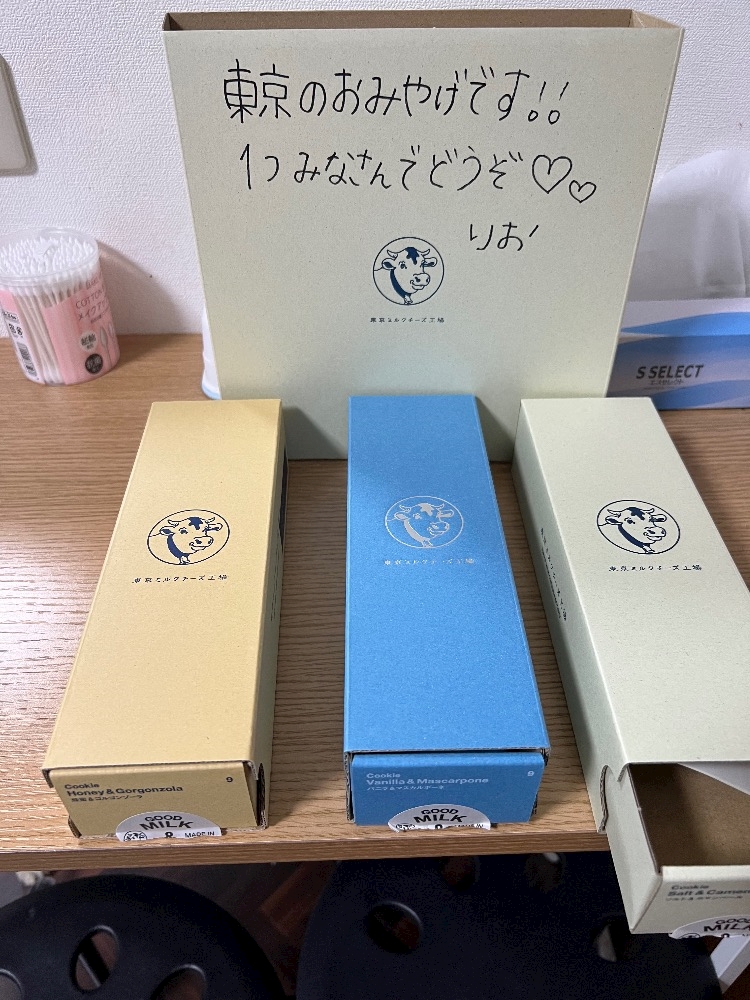 東京のおみやげです!!
1つみなさんでどうぞ♡♡
りお
東京ミルクチーズ工場
COTTON
S SELECT
エスセレクト
東京ミルクチーズ工場
東京ミルクチーズ工場
東京ミルクチーズ工場
Cookie
Honey & Gorgonzola
蜂蜜&ゴルゴンゾーラ
9
GOOD
MILK
&
MADE IN
Cookie
Vanilla & Mascarpone
バニラ&マスカルポーネ
9
GOOD
MILK
&
MADE IN
Cookie
Salt &
GOOD
MILK